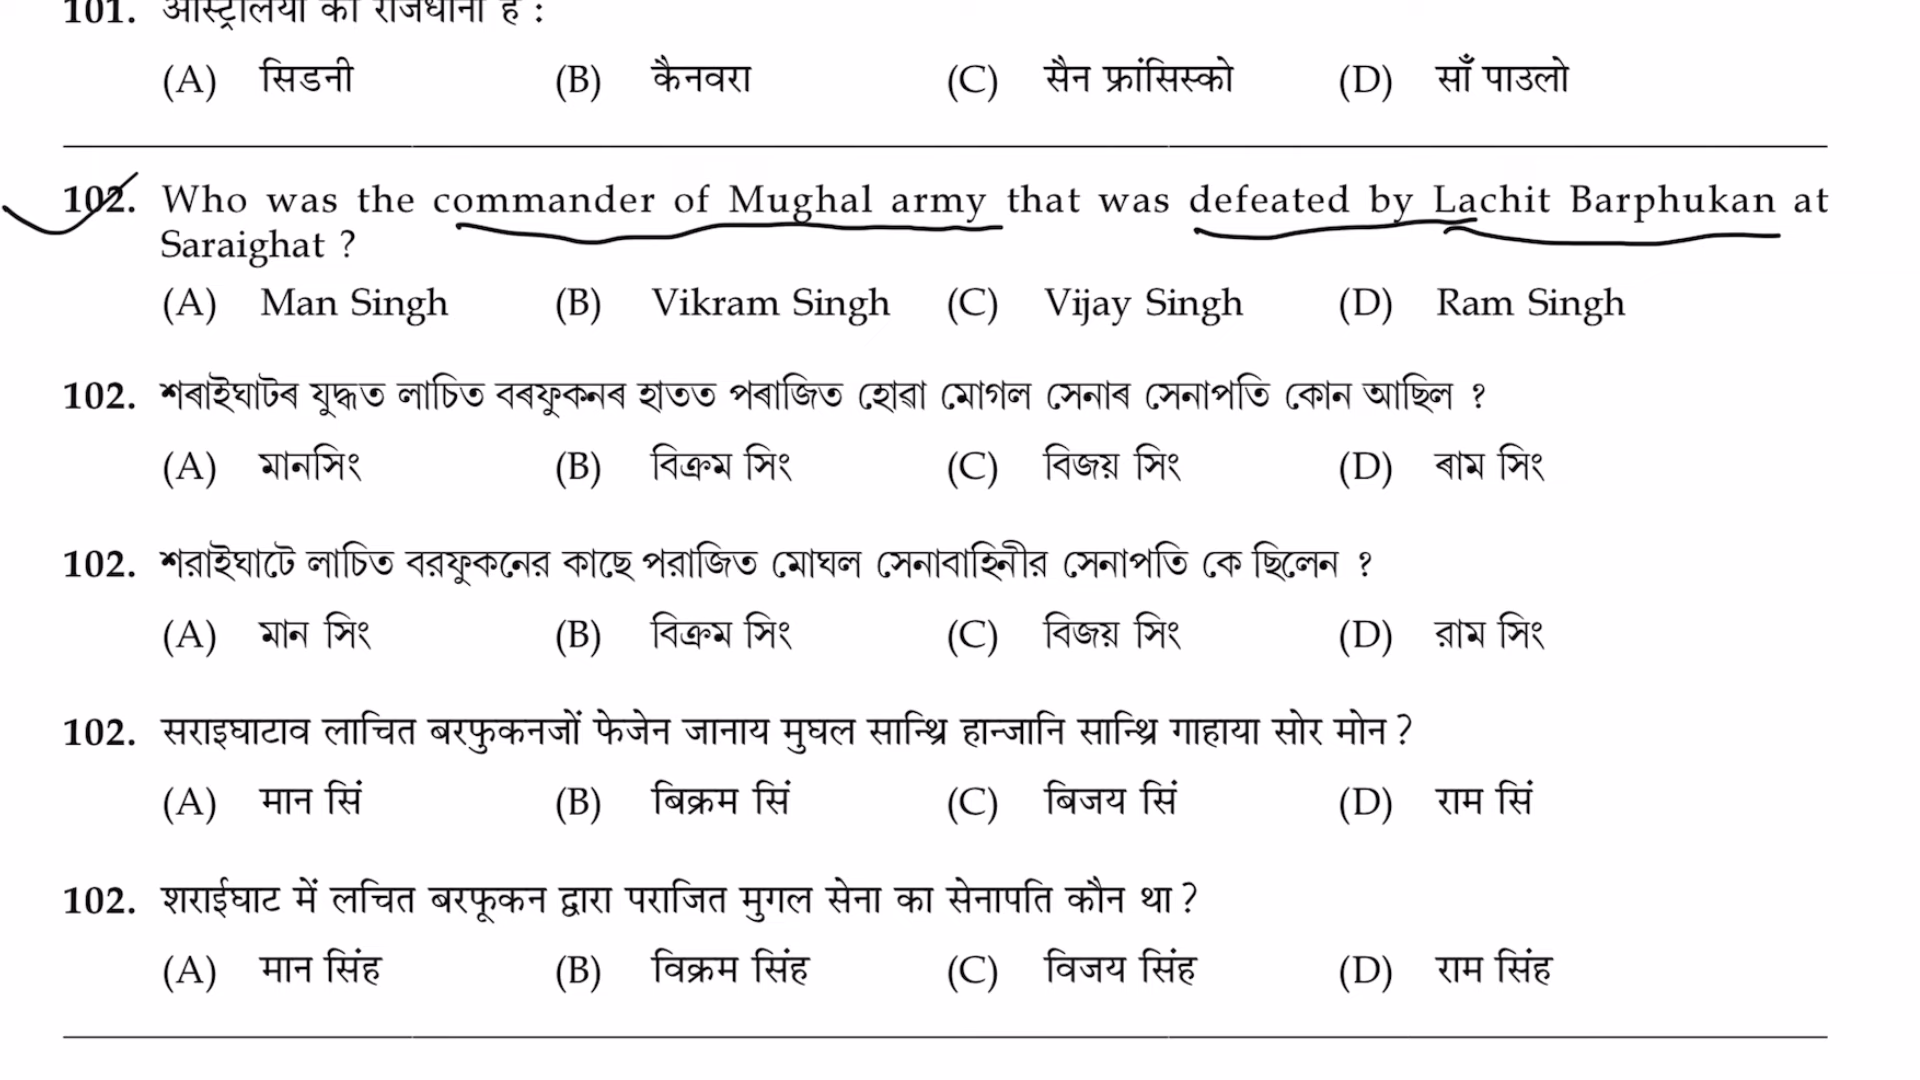 101. आस्ट्रेलिया की राजधानी है :
(A) सिडनी (B) कैनवरा (C) सैन फ्रांसिस्को (D) साँ पाउलो
102. Who was the commander of Mughal army that was defeated by Lachit Barphukan at
Saraighat ?
(A) Man Singh (B) Vikram Singh (C) Vijay Singh (D) Ram Singh
102. শৰাইঘাটৰ যুদ্ধত লাচিত বৰফুকনৰ হাতত পৰাজিত হোৱা মোগল সেনাৰ সেনাপতি কোন আছিল ?
(A) মানসিং (B) বিক্ৰম সিং (C) বিজয় সিং (D) ৰাম সিং
102. শরাইঘাটে লাচিত বরফুকনের কাছে পরাজিত মোঘল সেনাবাহিনীর সেনাপতি কে ছিলেন ?
(A) মান সিং (B) বিক্রম সিং (C) বিজয় সিং (D) রাম সিং
102. सराइघाटाव लाचित बरफुकनजों फेजेन जानाय मुघल सान्थ्रि हान्जानि सान्थ्रि गाहाया सोर मोन ?
(A) मान सिं (B) बिक्रम सिं (C) बिजय सिं (D) राम सिं
102. शराईघाट में लचित बरफूकन द्वारा पराजित मुगल सेना का सेनापति कौन था ?
(A) मान सिंह (B) विक्रम सिंह (C) विजय सिंह (D) राम सिंह